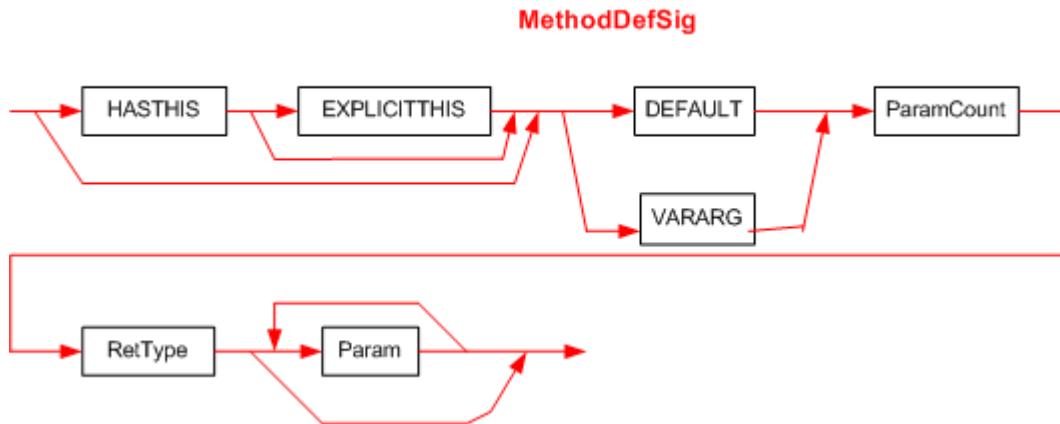 MethodDefSig
HASTHIS EXPLICITTHIS DEFAULT ParamCount
VARARG
RetType Param